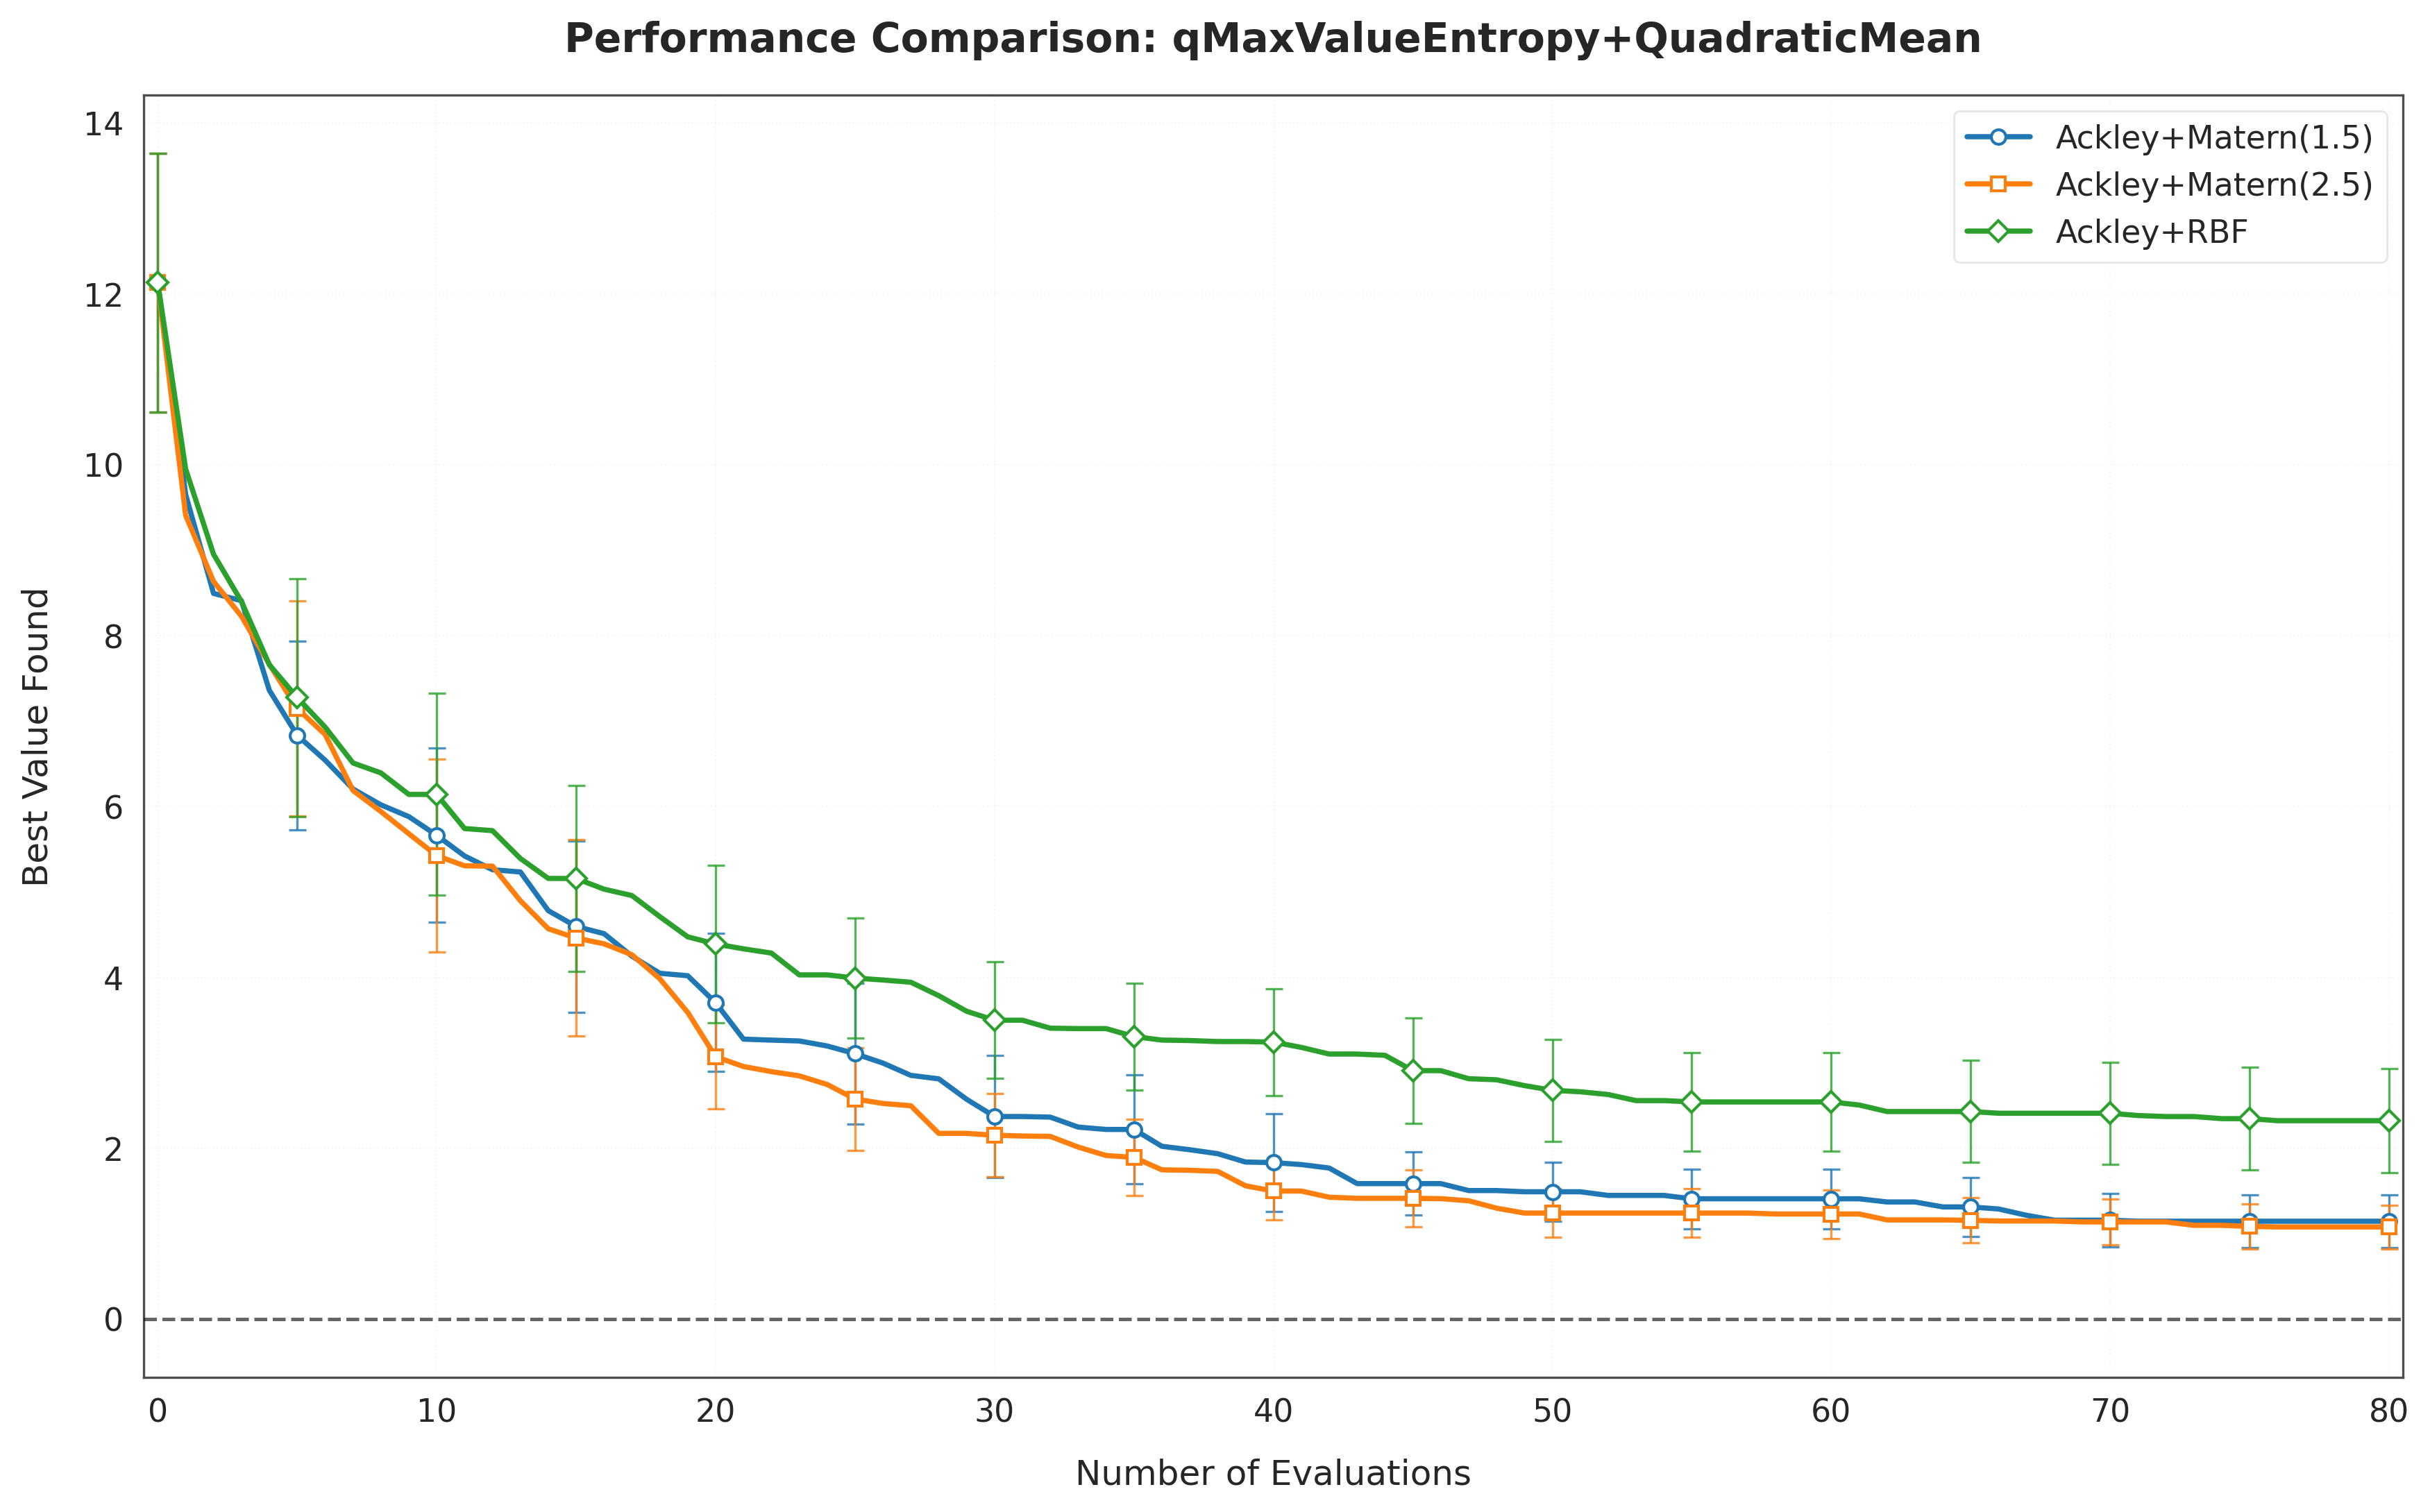 Performance Comparison: qMaxValueEntropy+QuadraticMean
Ackley+Matern(1.5)
Ackley+Matern(2.5)
Ackley+RBF
Best Value Found
14
12
10
8
6
4
2
0
0 10 20 30 40 50 60 70 80
Number of Evaluations